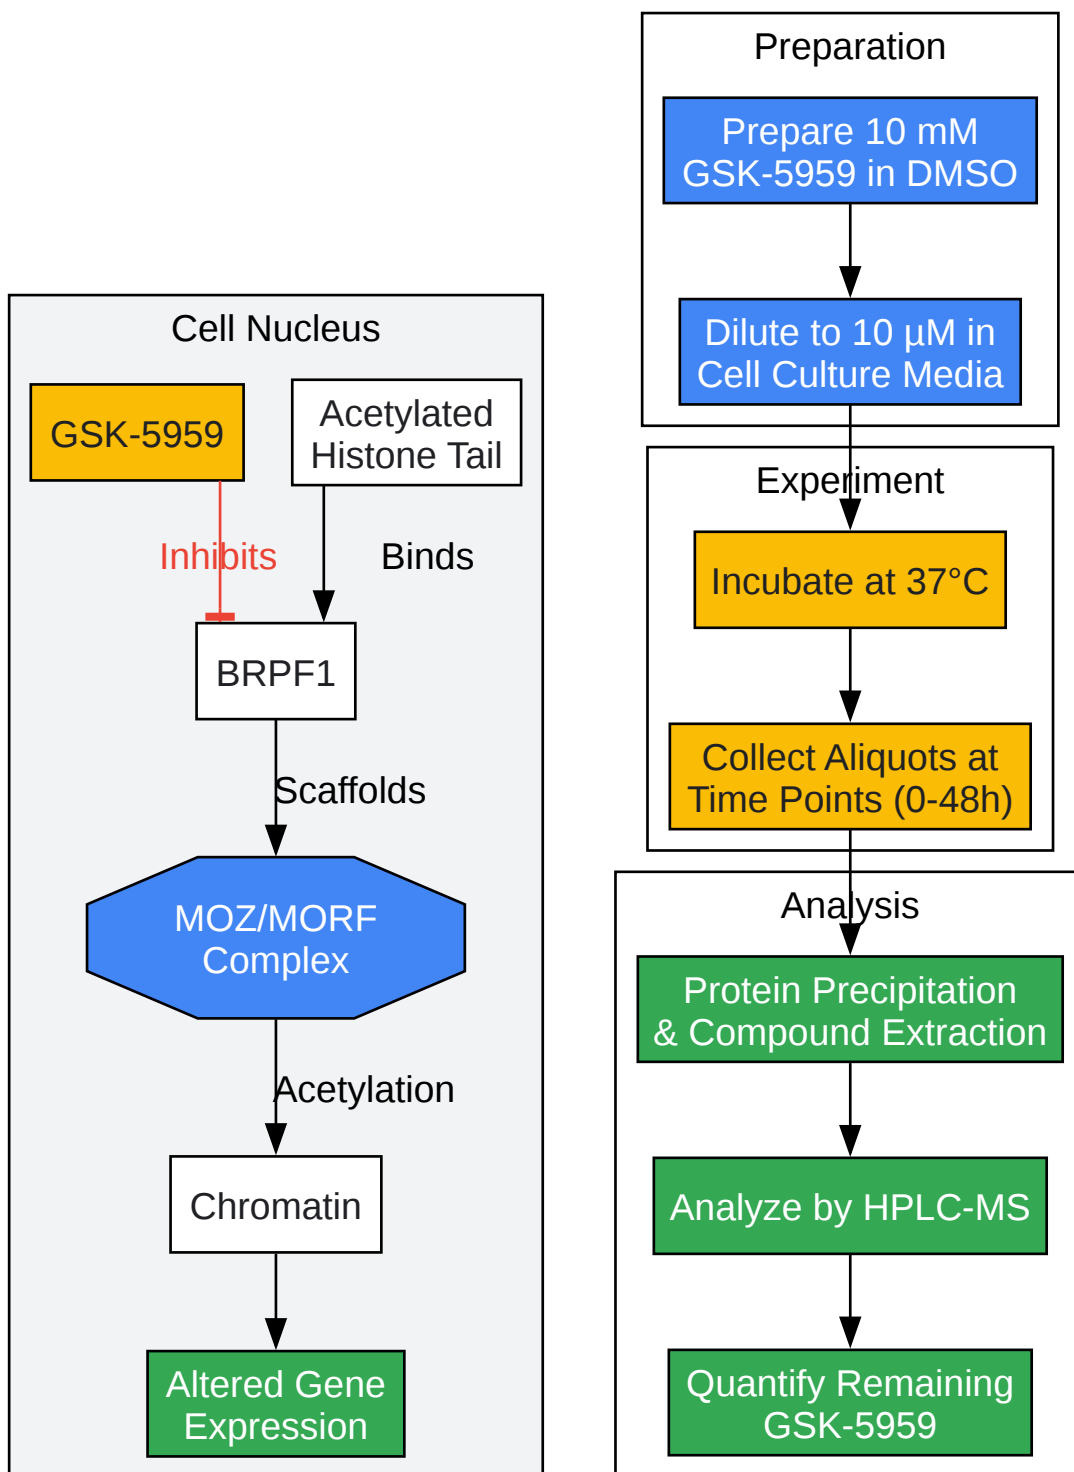 Cell Nucleus
GSK-5959
Acetylated
Histone Tail
Inhibits
Binds
BRPF1
Scaffolds
MOZ/MORF
Complex
Acetylation
Chromatin
Altered Gene
Expression
Preparation
Prepare 10 mM
GSK-5959 in DMSO
Dilute to 10 µM in
Cell Culture Media
Experiment
Incubate at 37°C
Collect Aliquots at
Time Points (0-48h)
Analysis
Protein Precipitation
& Compound Extraction
Analyze by HPLC-MS
Quantify Remaining
GSK-5959